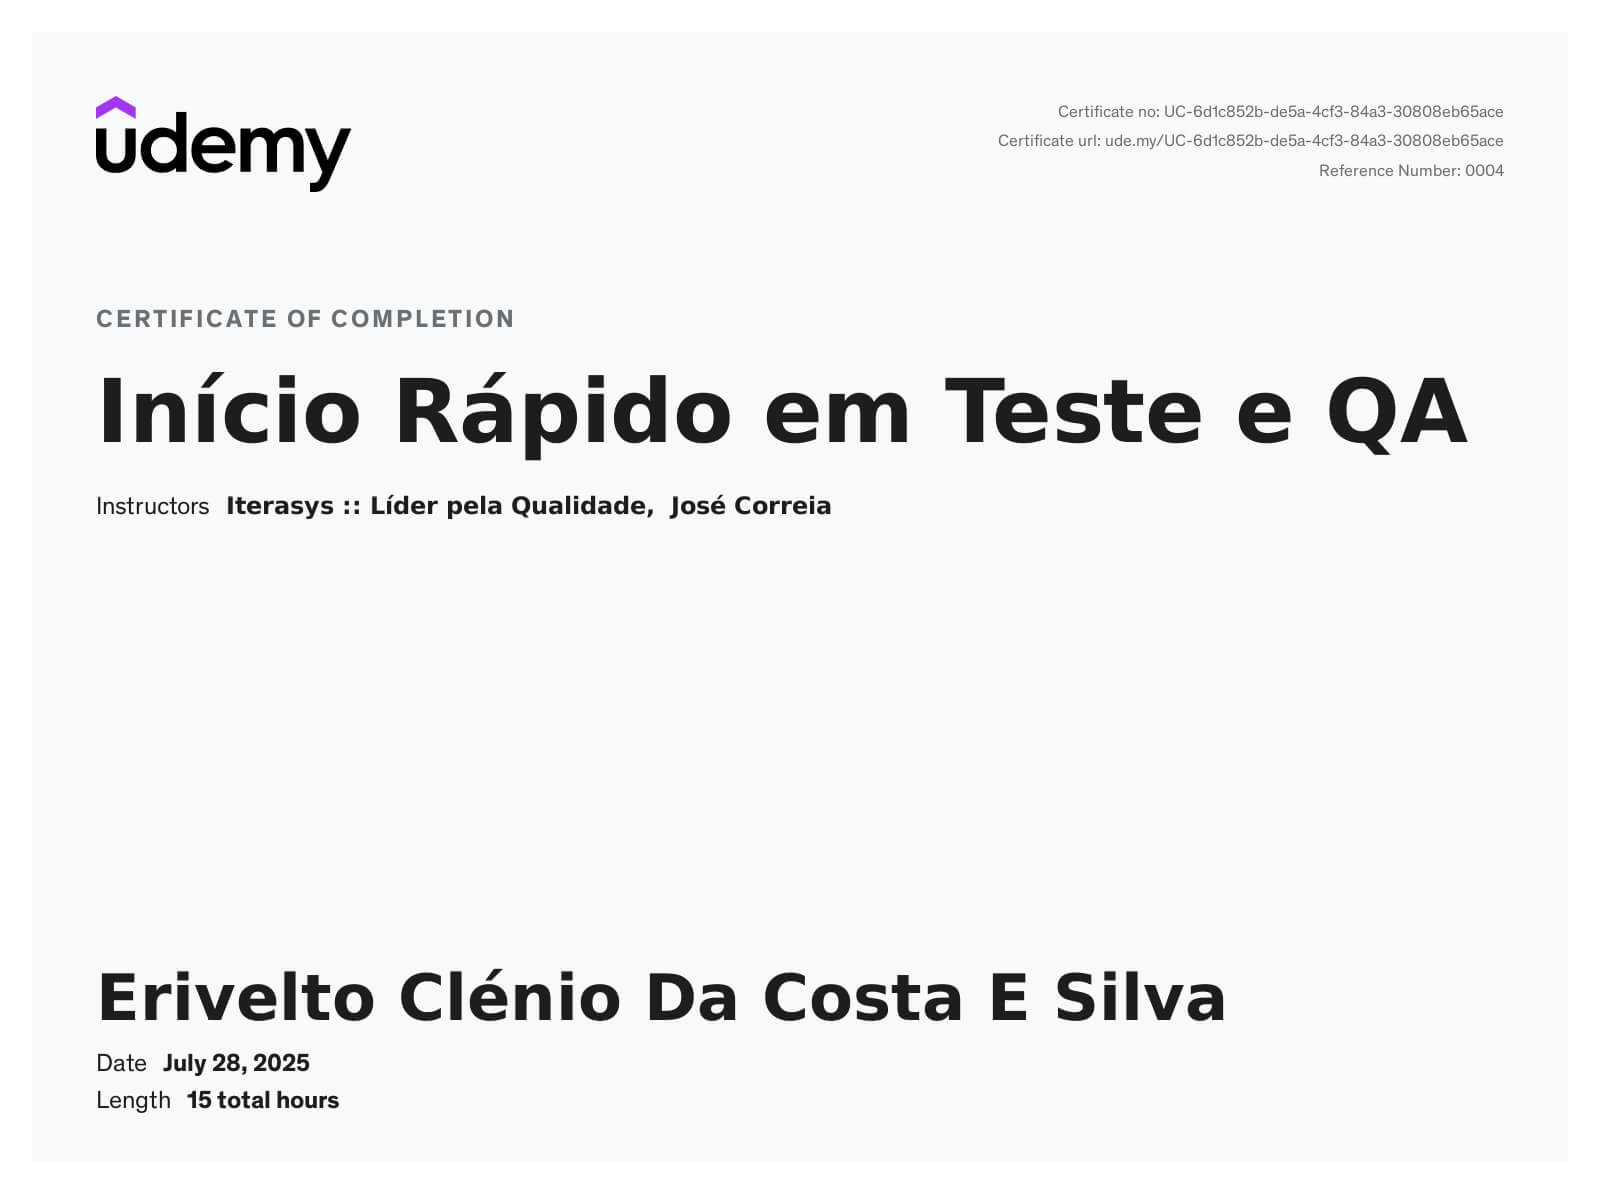 udemy
Certificate no: UC-6d1c852b-de5a-4cf3-84a3-30808eb65ace
Certificate url: ude.my/UC-6d1c852b-de5a-4cf3-84a3-30808eb65ace
Reference Number: 0004
CERTIFICATE OF COMPLETION
Início Rápido em Teste e QA
Instructors Iterasys :: Líder pela Qualidade, José Correia
Erivelto Clénio Da Costa E Silva
Date July 28, 2025
Length 15 total hours